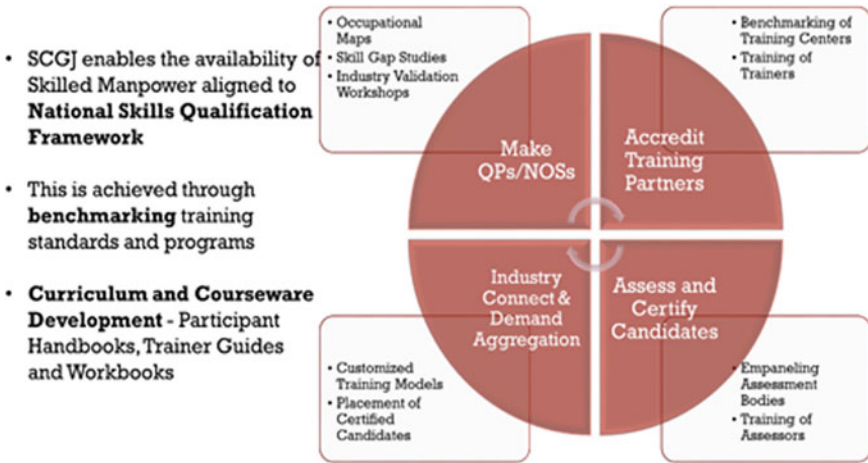 • SCGJ enables the availability of
Skilled Manpower aligned to
National Skills Qualification
Framework
• This is achieved through
benchmarking training
standards and programs
• Curriculum and Courseware
Development - Participant
Handbooks, Trainer Guides
and Workbooks
• Occupational
Maps
• Skill Gap Studies
• Industry Validation
Workshops
• Benchmarking of
Training Centers
• Training of
Trainers
Make
QPs/NOSs
Accredit
Training
Partners
Industry
Connect &
Demand
Aggregation
Assess and
Certify
Candidates
• Customized
Training Models
• Placement of
Certified
Candidates
• Empaneling
Assessment
Bodies
• Training of
Assessors